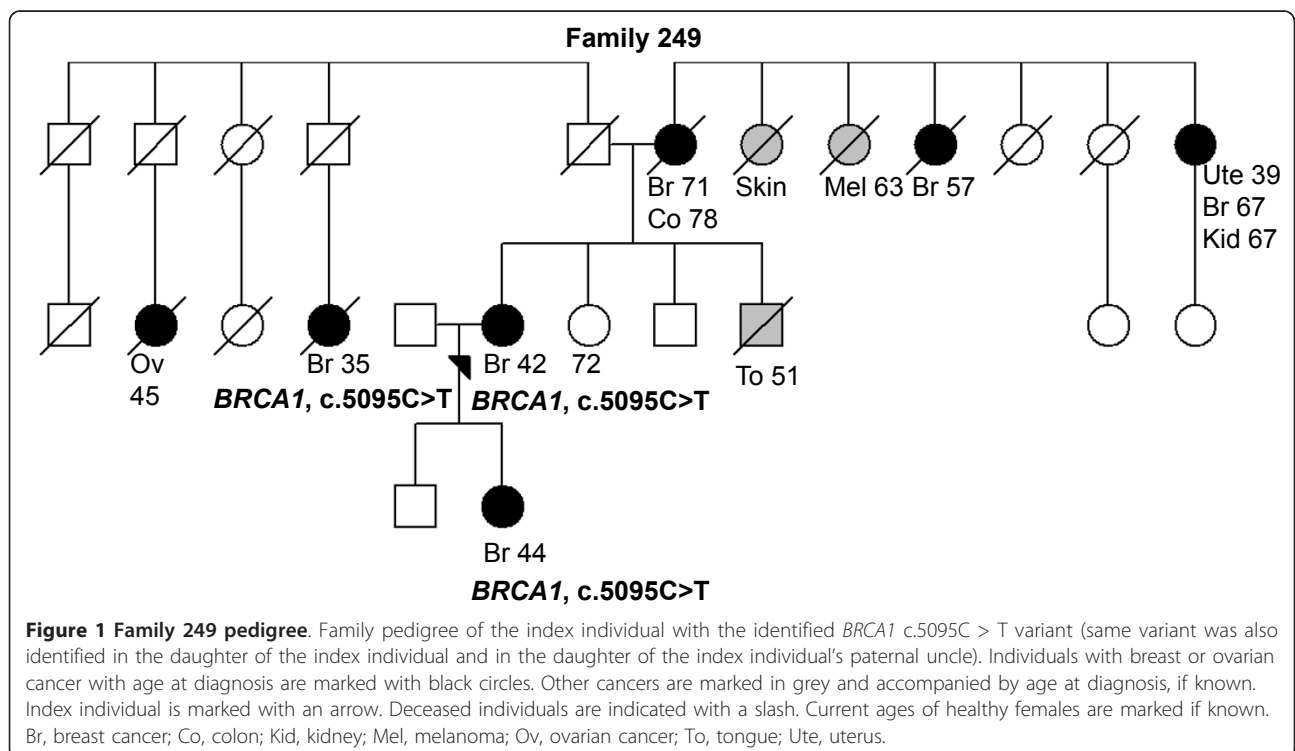 Family 249
Br 71 Skin Mel 63 Br 57 Ute 39
Co 78 Br 67
Kid 67
Ov Br 35 Br 42 72 To 51
45
BRCA1, c.5095C>T BRCA1, c.5095C>T
Br 44
BRCA1, c.5095C>T
Figure 1 Family 249 pedigree. Family pedigree of the index individual with the identified BRCA1 c.5095C > T variant (same variant was also
identified in the daughter of the index individual and in the daughter of the index individual's paternal uncle). Individuals with breast or ovarian
cancer with age at diagnosis are marked with black circles. Other cancers are marked in grey and accompanied by age at diagnosis, if known.
Index individual is marked with an arrow. Deceased individuals are indicated with a slash. Current ages of healthy females are marked if known.
Br, breast cancer; Co, colon; Kid, kidney; Mel, melanoma; Ov, ovarian cancer; To, tongue; Ute, uterus.